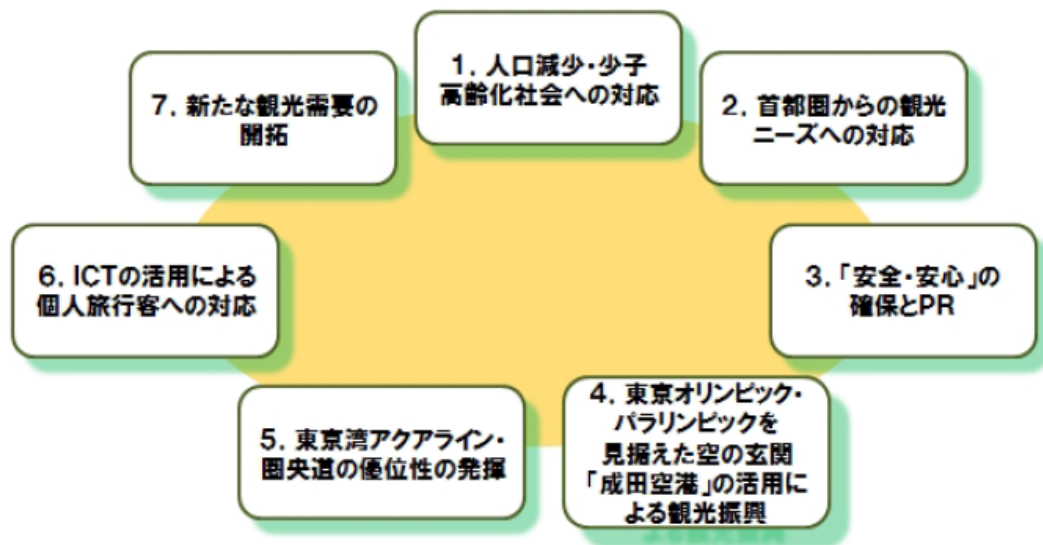 1. 人口減少・少子
高齢化社会への対応
2. 首都圏からの観光
ニーズへの対応
3. 「安全・安心」の
確保とPR
4. 東京オリンピック・
パラリンピックを
見据えた空の玄関
「成田空港」の活用に
よる観光振興
5. 東京湾アクアライン・
圏央道の優位性の発揮
6. ICTの活用による
個人旅行客への対応
7. 新たな観光需要の
開拓